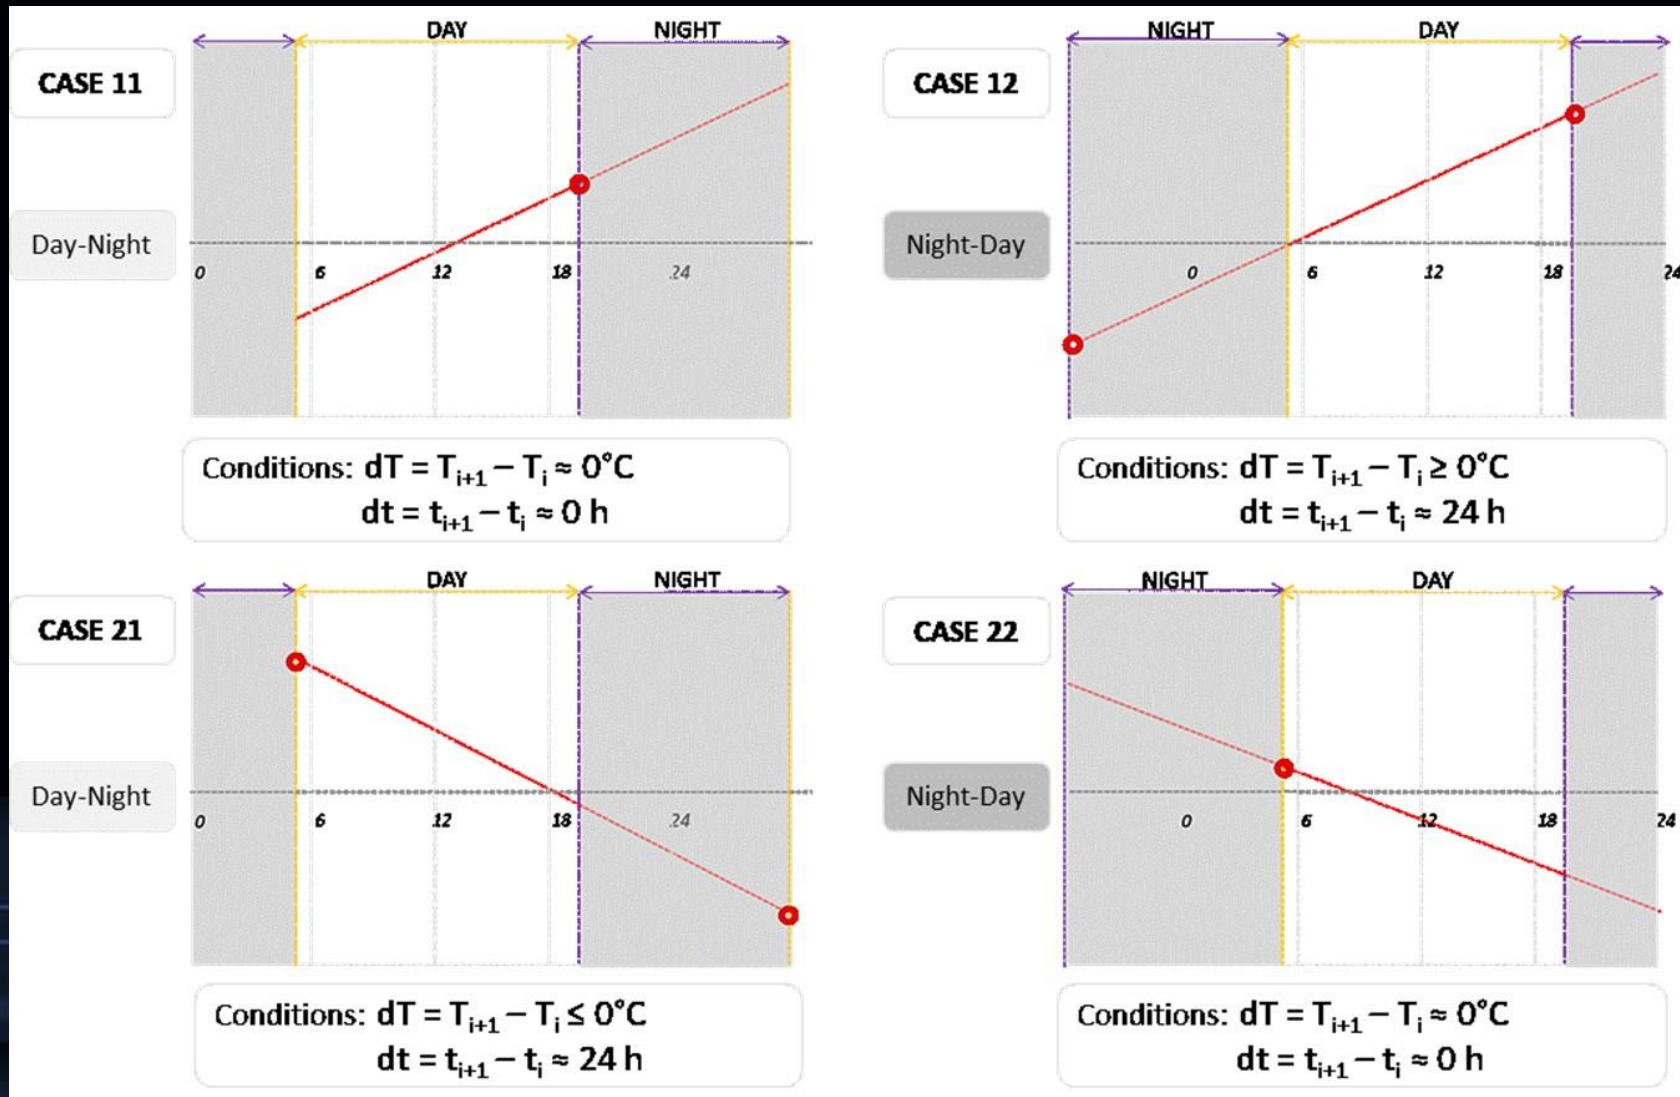 DAY NIGHT
CASE 11
Day-Night
0 6 12 18 24
Conditions: dT = Ti+1 – Ti ≈ 0°C
dt = ti+1 – ti ≈ 0 h
NIGHT DAY
CASE 12
Night-Day
0 6 12 18 24
Conditions: dT = Ti+1 – Ti ≥ 0°C
dt = ti+1 – ti ≈ 24 h
DAY NIGHT
CASE 21
Day-Night
0 6 12 18 24
Conditions: dT = Ti+1 – Ti ≤ 0°C
dt = ti+1 – ti ≈ 24 h
NIGHT DAY
CASE 22
Night-Day
0 6 12 18 24
Conditions: dT = Ti+1 – Ti ≈ 0°C
dt = ti+1 – ti ≈ 0 h